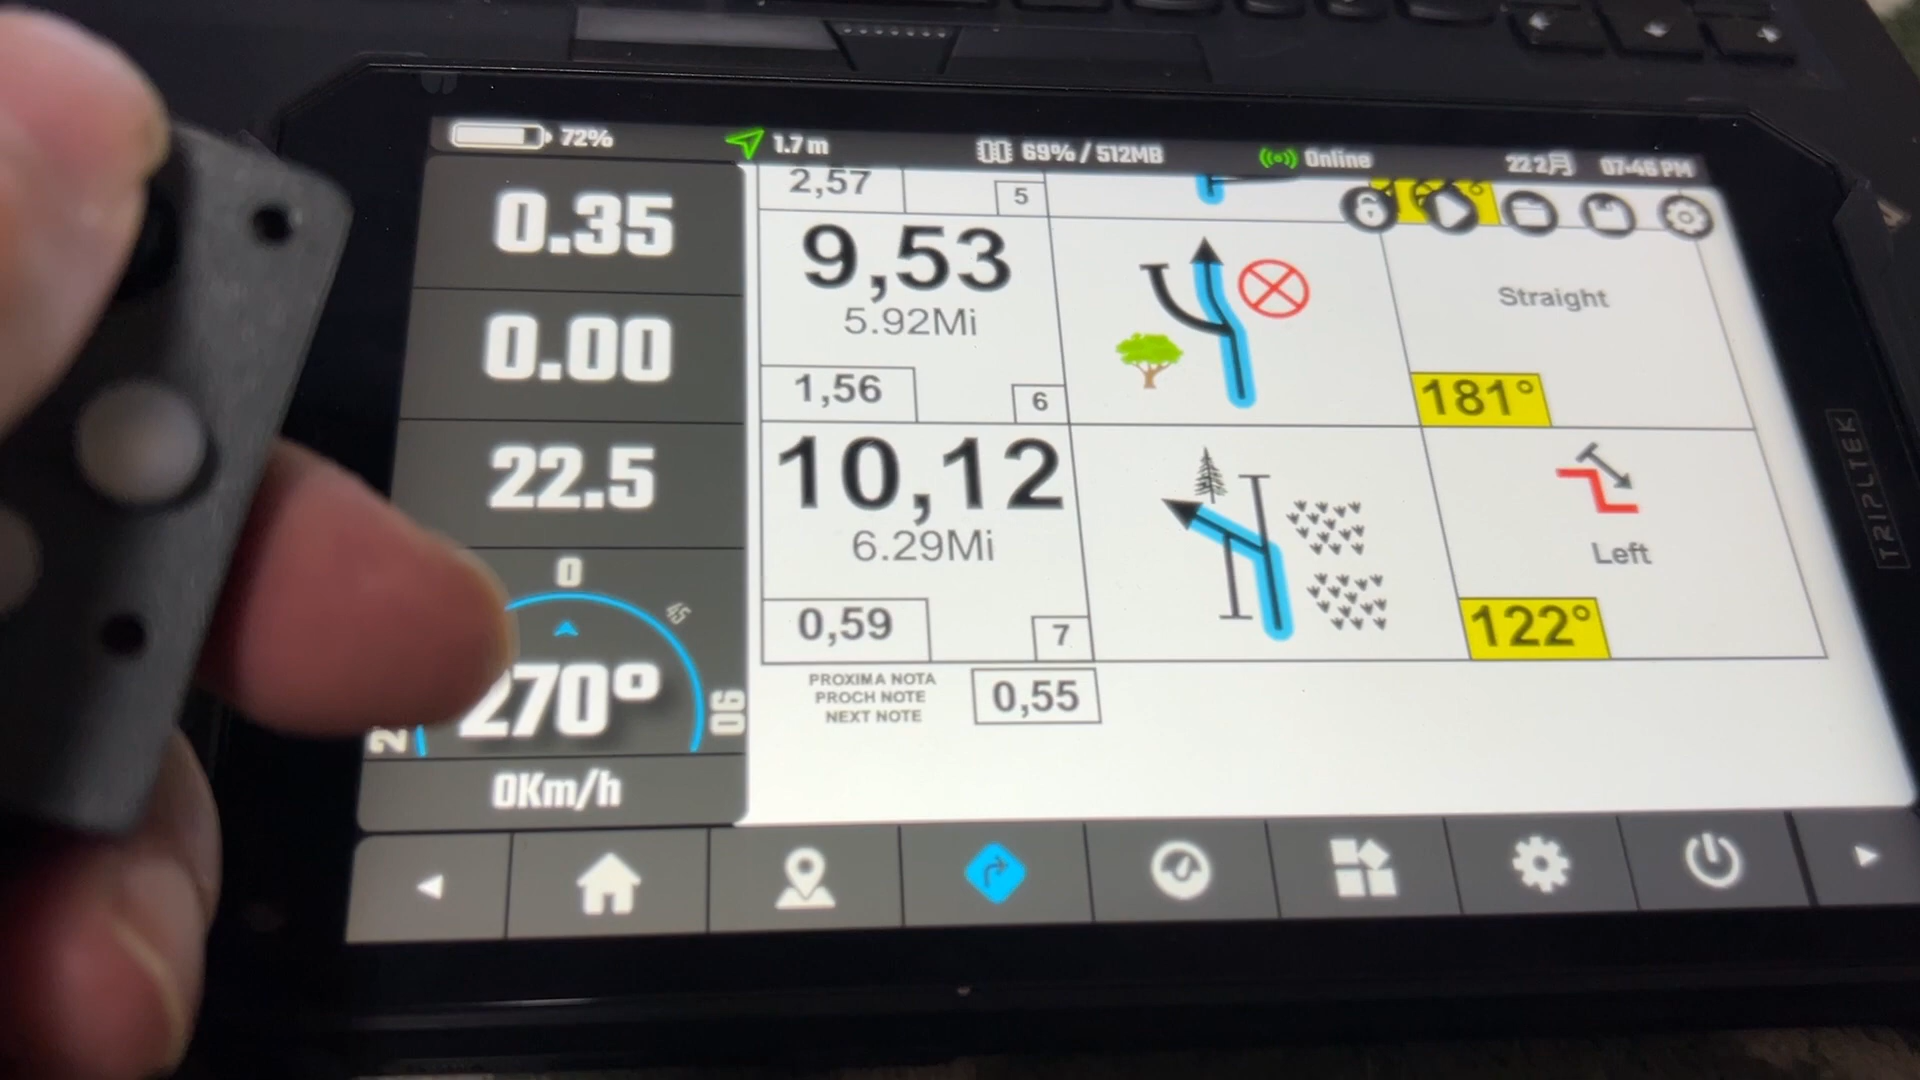 72%
1.7 m
69% / 512MB
Online
22 2月
07:46 PM
0.35
0.00
22.5
0
45
90
270°
0Km/h
2,57
5
9,53
5.92Mi
1,56
6
Straight
181°
10,12
6.29Mi
0,59
7
Left
122°
PROXIMA NOTA
PROCH NOTE
NEXT NOTE
0,55
TRIPLTEK